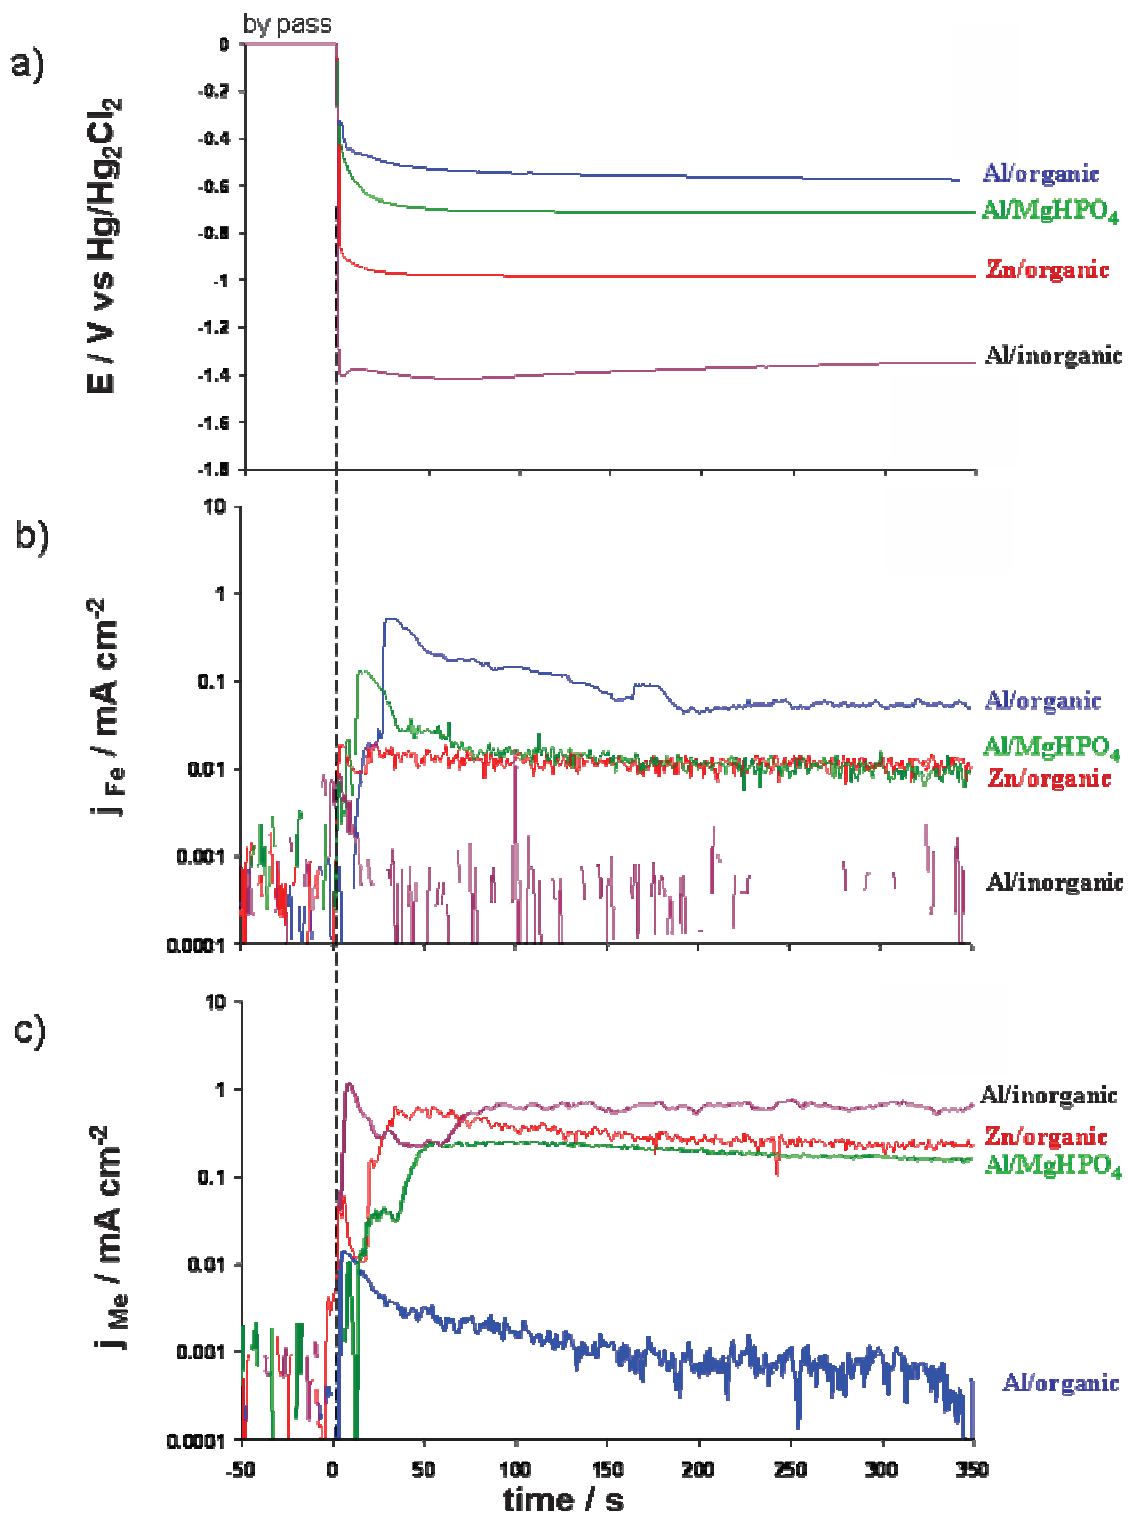 by pass
a)
0
-0.2
-0.4
-0.6
-0.8
-1
-1.2
-1.4
-1.6
-1.8
E / V vs Hg/Hg₂Cl₂
Al/organic
Al/MgHPO₄
Zn/organic
Al/inorganic
b)
10
1
0.1
0.01
0.001
0.0001
j Fe / mA cm⁻²
Al/organic
Al/MgHPO₄
Zn/organic
Al/inorganic
c)
10
1
0.1
0.01
0.001
0.0001
j Me / mA cm⁻²
Al/inorganic
Zn/organic
Al/MgHPO₄
Al/organic
-50 0 50 100 150 200 250 300 350
time / s